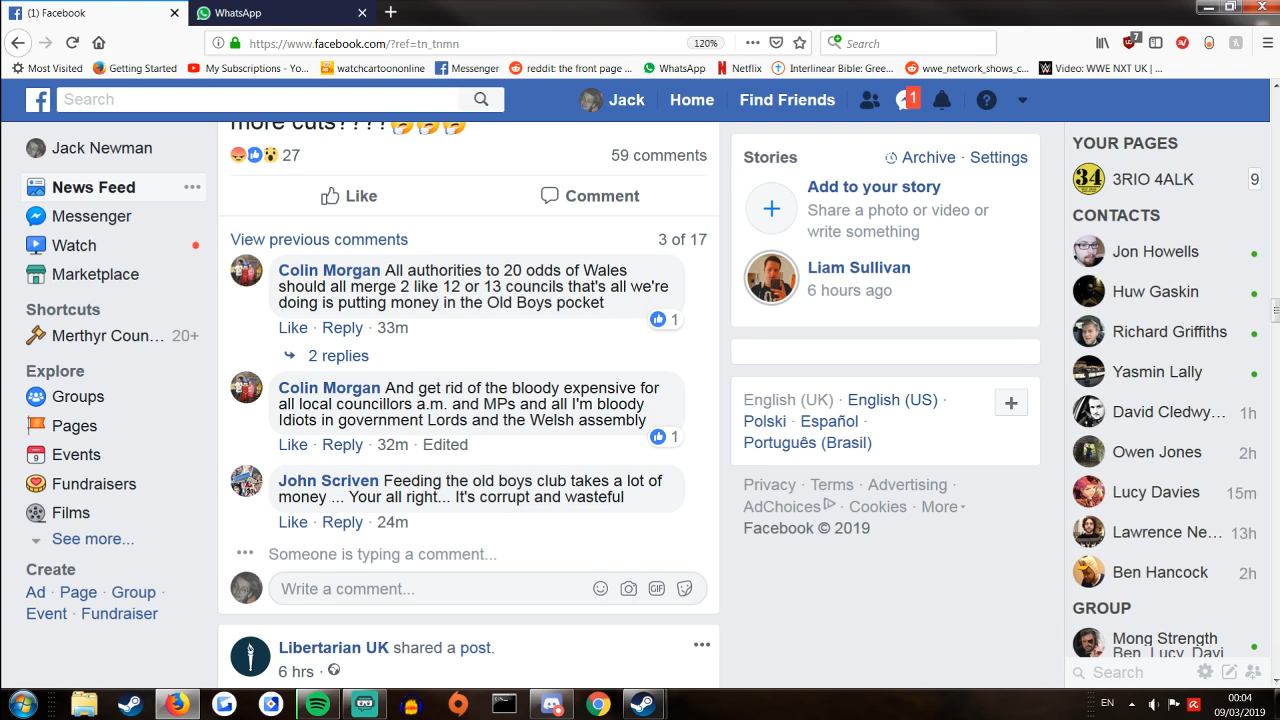 (1) Facebook
WhatsApp
https://www.facebook.com/?ref=tn_tnmn
120%
Search
7
Most Visited
Getting Started
My Subscriptions - Yo...
watchcartoononline
Messenger
reddit: the front page ...
WhatsApp
Netflix
Interlinear Bible: Gree...
wwe_network_shows_c...
Video: WWE NXT UK | ...
Search
Jack
Home
Find Friends
1
Jack Newman
News Feed
Messenger
Watch
Marketplace
Shortcuts
Merthyr Coun... 20+
Explore
Groups
Pages
Events
Fundraisers
Films
See more...
Create
Ad · Page · Group ·
Event · Fundraiser
more cuts????🤔🤔🤔
27
59 comments
Like
Comment
View previous comments
3 of 17
Colin Morgan All authorities to 20 odds of Wales
should all merge 2 like 12 or 13 councils that's all we're
doing is putting money in the Old Boys pocket
1
Like · Reply · 33m
2 replies
Colin Morgan And get rid of the bloody expensive for
all local councillors a.m. and MPs and all I'm bloody
Idiots in government Lords and the Welsh assembly
1
Like · Reply · 32m · Edited
John Scriven Feeding the old boys club takes a lot of
money ... Your all right... It's corrupt and wasteful
Like · Reply · 24m
Someone is typing a comment...
Write a comment...
GIF
Libertarian UK shared a post.
6 hrs ·
Stories
Archive · Settings
Add to your story
Share a photo or video or
write something
Liam Sullivan
6 hours ago
English (UK) · English (US) ·
Polski · Español ·
Português (Brasil)
Privacy · Terms · Advertising ·
AdChoices · Cookies · More
Facebook © 2019
YOUR PAGES
34
3RIO 4ALK
9
CONTACTS
Jon Howells
Huw Gaskin
Richard Griffiths
Yasmin Lally
David Cledwy... 1h
Owen Jones 2h
Lucy Davies 15m
Lawrence Ne... 13h
Ben Hancock 2h
GROUP
Mong Strength
Ben, Lucy, Davi
Search
EN
00:04
09/03/2019